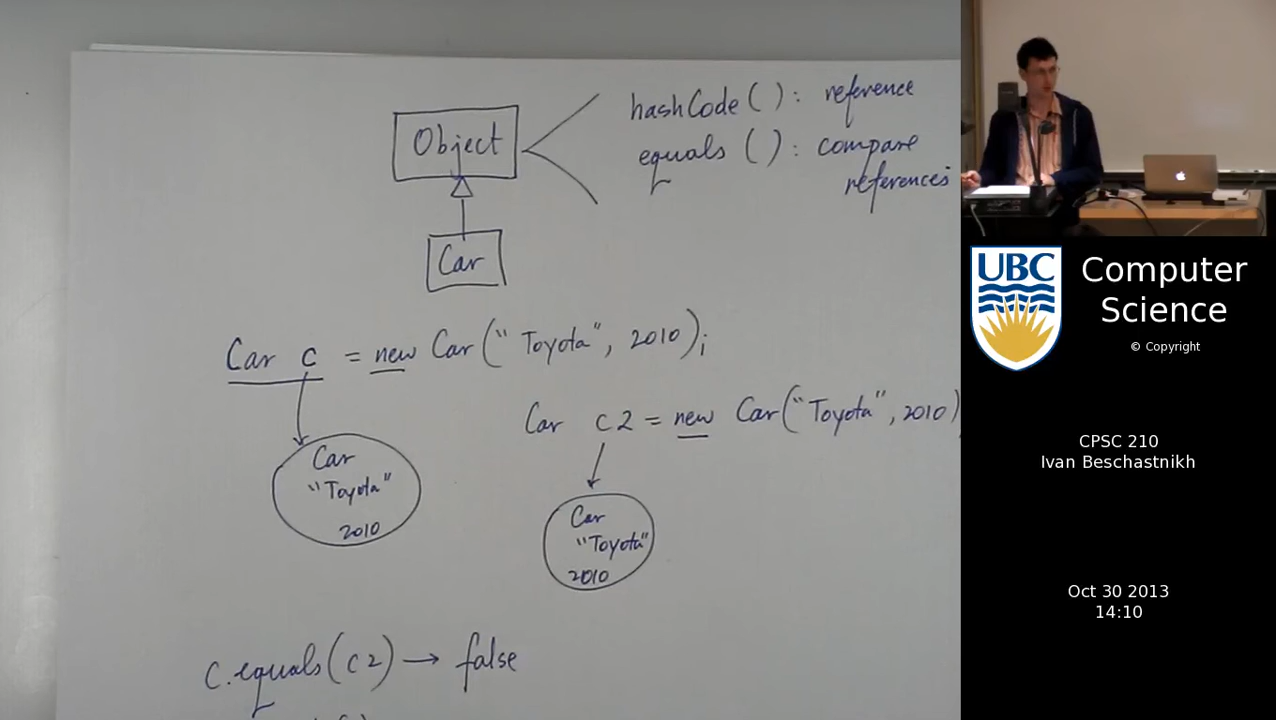 Object
hashCode ( ) : reference
equals ( ) : compare
references
Car
Car c = new Car("Toyota", 2010);
Car c2 = new Car("Toyota", 2010)
Car
"Toyota"
2010
Car
"Toyota"
2010
c.equals(c2) → false
UBC
Computer
Science
© Copyright
CPSC 210
Ivan Beschastnikh
Oct 30 2013
14:10